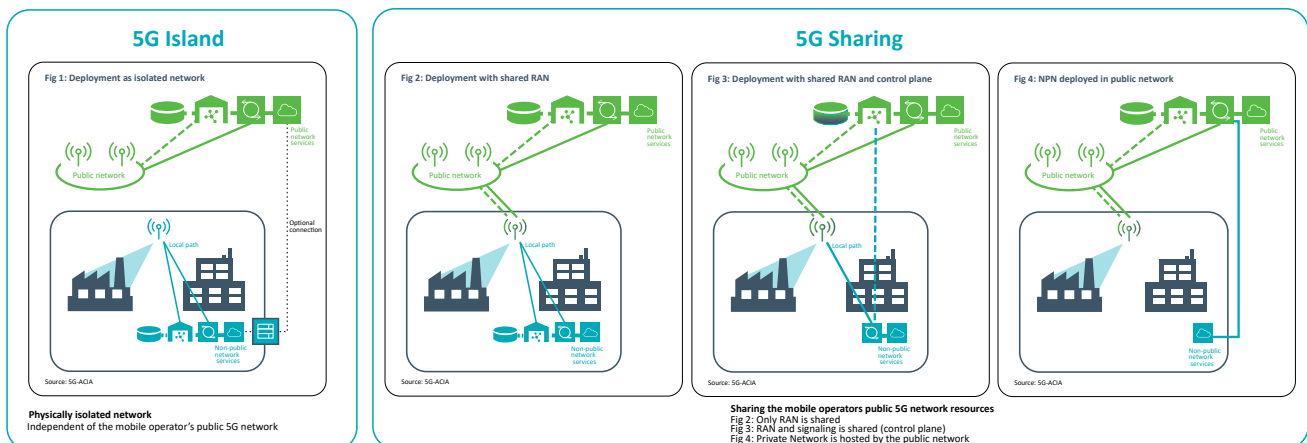 5G Island
Fig 1: Deployment as isolated network
Public
network
services
Public network
Optional
connection
Local path
Non-public
network
services
Source: 5G-ACIA
Physically isolated network
Independent of the mobile operator's public 5G network
5G Sharing
Fig 2: Deployment with shared RAN
Public
network
services
Public network
Local path
Non-public
network
services
Source: 5G-ACIA
Fig 3: Deployment with shared RAN and control plane
Public
network
services
Public network
Local path
Non-public
network
services
Source: 5G-ACIA
Fig 4: NPN deployed in public network
Public
network
services
Public network
Non-public
network
services
Source: 5G-ACIA
Sharing the mobile operators public 5G network resources
Fig 2: Only RAN is shared
Fig 3: RAN and signaling is shared (control plane)
Fig 4: Private Network is hosted by the public network